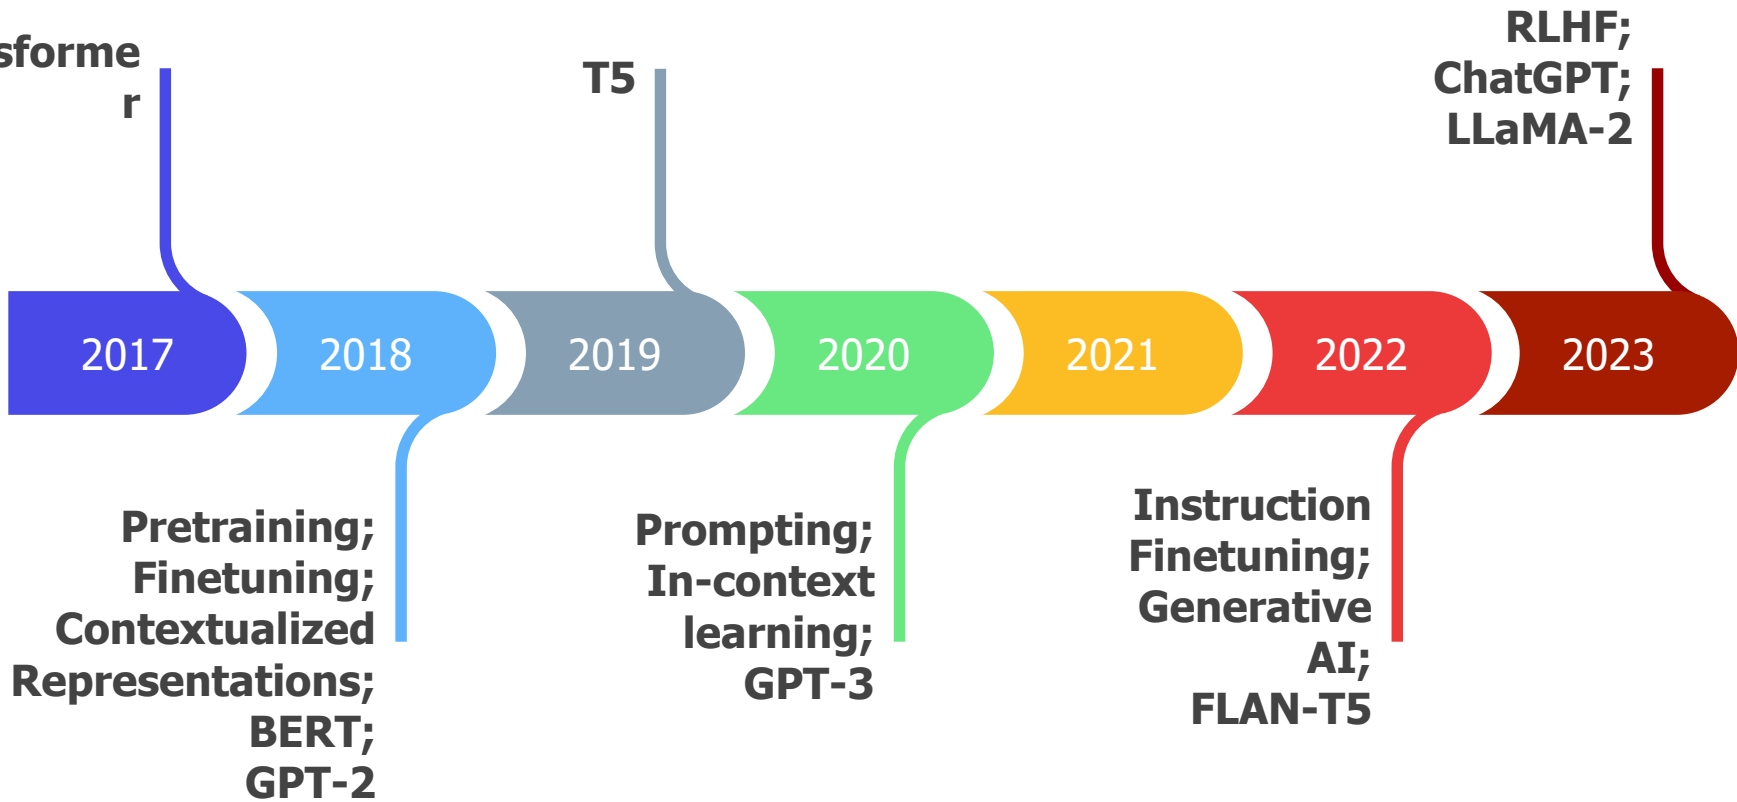 sforme
r
T5
RLHF;
ChatGPT;
LLaMA-2
2017
2018
2019
2020
2021
2022
2023
Pretraining;
Finetuning;
Contextualized
Representations;
BERT;
GPT-2
Prompting;
In-context
learning;
GPT-3
Instruction
Finetuning;
Generative
AI;
FLAN-T5